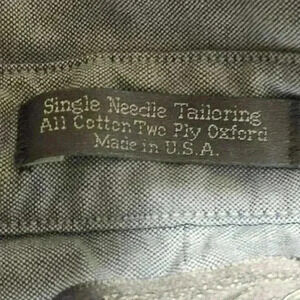 Single Needle Tailoring
All Cotton Two Ply Oxford
Made in U.S.A.